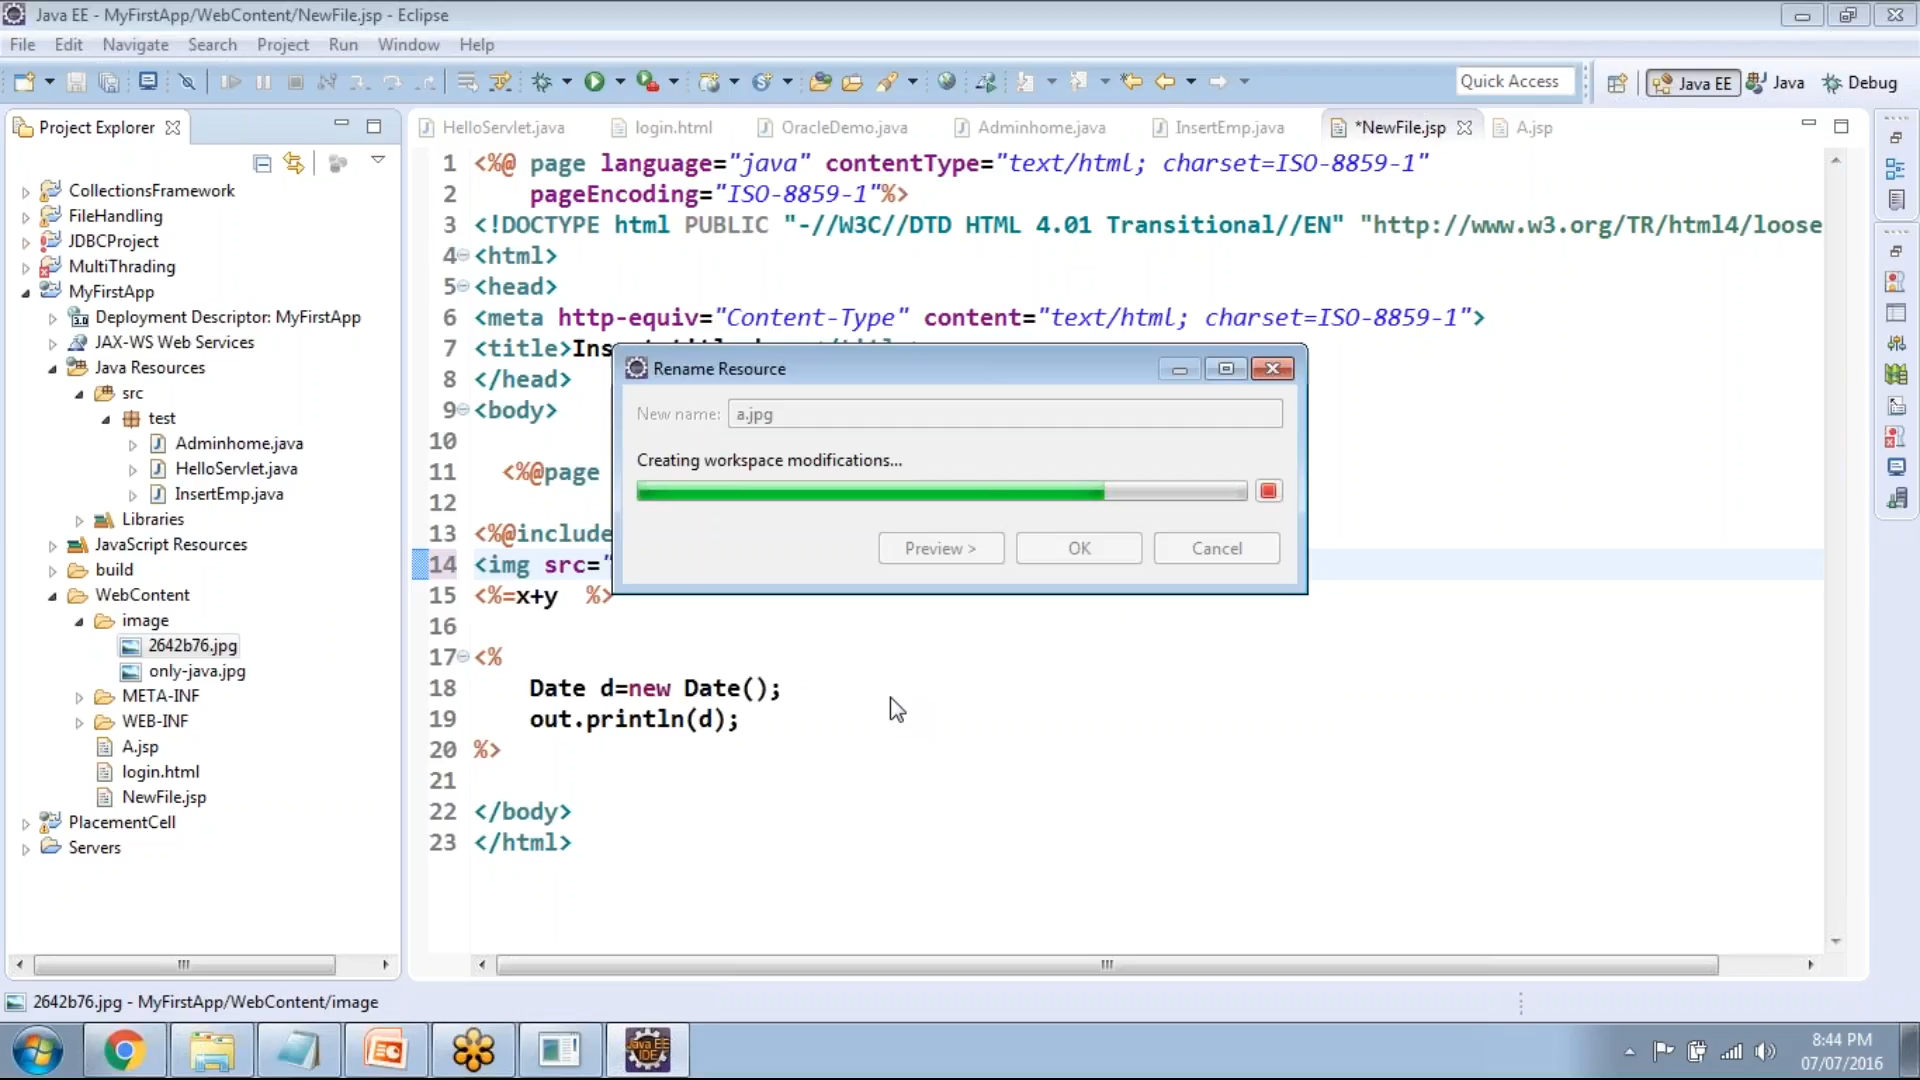 Java EE - MyFirstApp/WebContent/NewFile.jsp - Eclipse
File Edit Navigate Search Project Run Window Help
Quick Access Java EE Java Debug
Project Explorer
CollectionsFramework
FileHandling
JDBCProject
MultiThrading
MyFirstApp
Deployment Descriptor: MyFirstApp
JAX-WS Web Services
Java Resources
src
test
Adminhome.java
HelloServlet.java
InsertEmp.java
Libraries
JavaScript Resources
build
WebContent
image
2642b76.jpg
only-java.jpg
META-INF
WEB-INF
A.jsp
login.html
NewFile.jsp
PlacementCell
Servers
HelloServlet.java login.html OracleDemo.java Adminhome.java InsertEmp.java *NewFile.jsp A.jsp
1 <%@ page language="java" contentType="text/html; charset=ISO-8859-1"
2 pageEncoding="ISO-8859-1"%>
3 <!DOCTYPE html PUBLIC "-//W3C//DTD HTML 4.01 Transitional//EN" "http://www.w3.org/TR/html4/loose
4 <html>
5 <head>
6 <meta http-equiv="Content-Type" content="text/html; charset=ISO-8859-1">
7 <title>Ins
8 </head>
9 <body>
10
11 <%@page
12
13 <%@include
14 <img src="
15 <%=x+y %>
16
17 <%
18 Date d=new Date();
19 out.println(d);
20 %>
21
22 </body>
23 </html>
Rename Resource
New name: a.jpg
Creating workspace modifications...
Preview > OK Cancel
2642b76.jpg - MyFirstApp/WebContent/image
Java EE
IDE
8:44 PM
07/07/2016